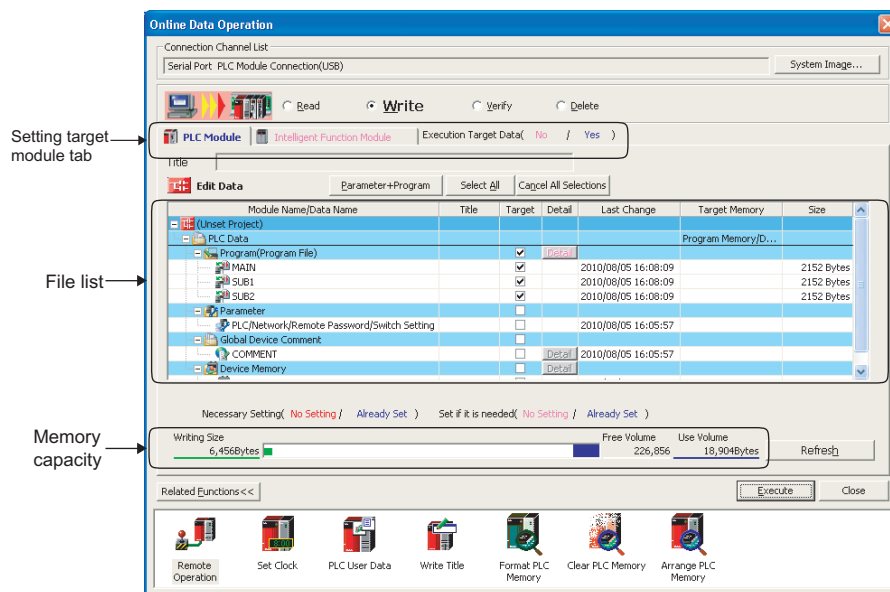 Online Data Operation
Connection Channel List
Serial Port PLC Module Connection(USB)
System Image...
Read
Write
Verify
Delete
Setting target
module tab
PLC Module
Intelligent Function Module
Execution Target Data( No / Yes )
Title
Edit Data
Parameter+Program
Select All
Cancel All Selections
Module Name/Data Name Title Target Detail Last Change Target Memory Size
(Unset Project)
PLC Data Program Memory/D...
Program(Program File) Detail
MAIN 2010/08/05 16:08:09 2152 Bytes
SUB1 2010/08/05 16:08:09 2152 Bytes
SUB2 2010/08/05 16:08:09 2152 Bytes
Parameter
PLC/Network/Remote Password/Switch Setting 2010/08/05 16:05:57
Global Device Comment
COMMENT Detail 2010/08/05 16:05:57
Device Memory Detail
File list
Necessary Setting( No Setting / Already Set ) Set if it is needed( No Setting / Already Set )
Memory
capacity
Writing Size Free Volume Use Volume
6,456Bytes 226,856 18,904Bytes
Refresh
Related Functions<<
Execute
Close
Remote
Operation
Set Clock
PLC User Data
Write Title
Format PLC
Memory
Clear PLC Memory
Arrange PLC
Memory